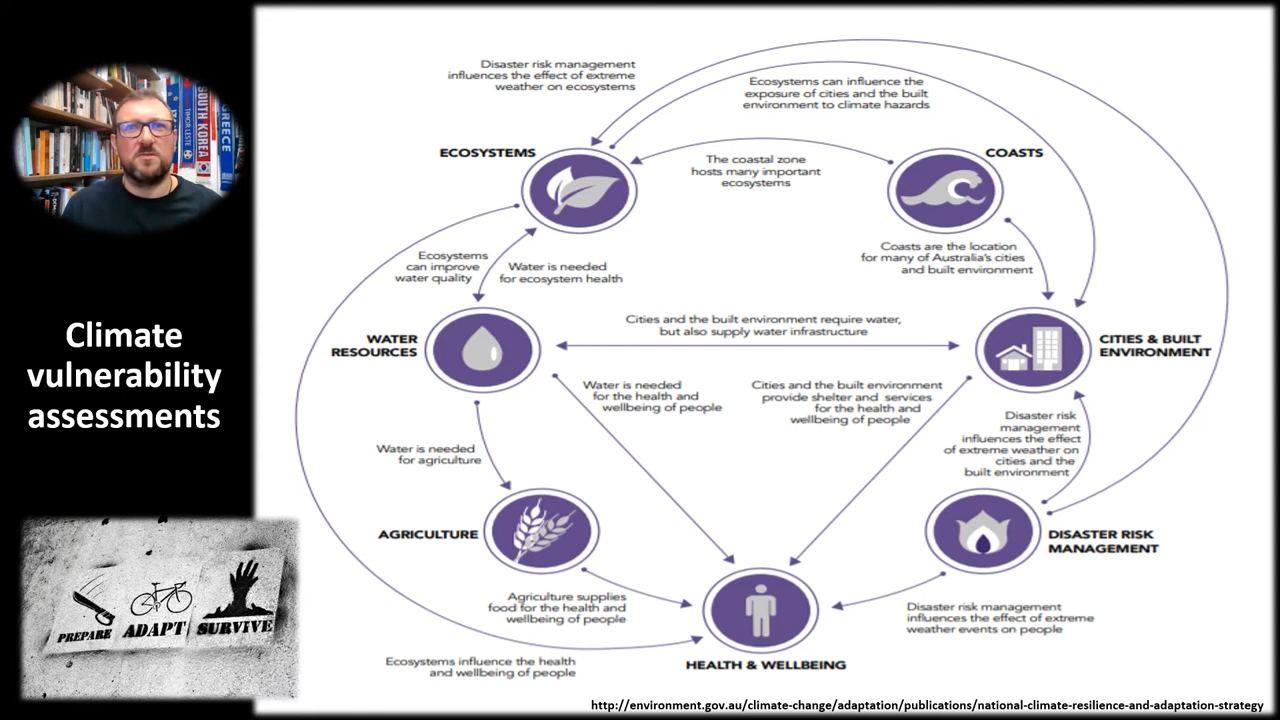 SOUTH KOREA
TIMOR LESTE
GREECE
Climate
vulnerability
assessments
PREPARE
ADAPT
SURVIVE
Disaster risk management
influences the effect of extreme
weather on ecosystems
Ecosystems can influence the
exposure of cities and the built
environment to climate hazards
ECOSYSTEMS
The coastal zone
hosts many important
ecosystems
COASTS
Ecosystems
can improve
water quality
Water is needed
for ecosystem health
Coasts are the location
for many of Australia's cities
and built environment
WATER
RESOURCES
Cities and the built environment require water,
but also supply water infrastructure
CITIES & BUILT
ENVIRONMENT
Water is needed
for the health and
wellbeing of people
Cities and the built environment
provide shelter and services
for the health and
wellbeing of people
Disaster risk
management
influences the effect
of extreme weather on
cities and the
built environment
Water is needed
for agriculture
AGRICULTURE
DISASTER RISK
MANAGEMENT
Agriculture supplies
food for the health and
wellbeing of people
Disaster risk management
influences the effect of extreme
weather events on people
Ecosystems influence the health
and wellbeing of people
HEALTH & WELLBEING
http://environment.gov.au/climate-change/adaptation/publications/national-climate-resilience-and-adaptation-strategy